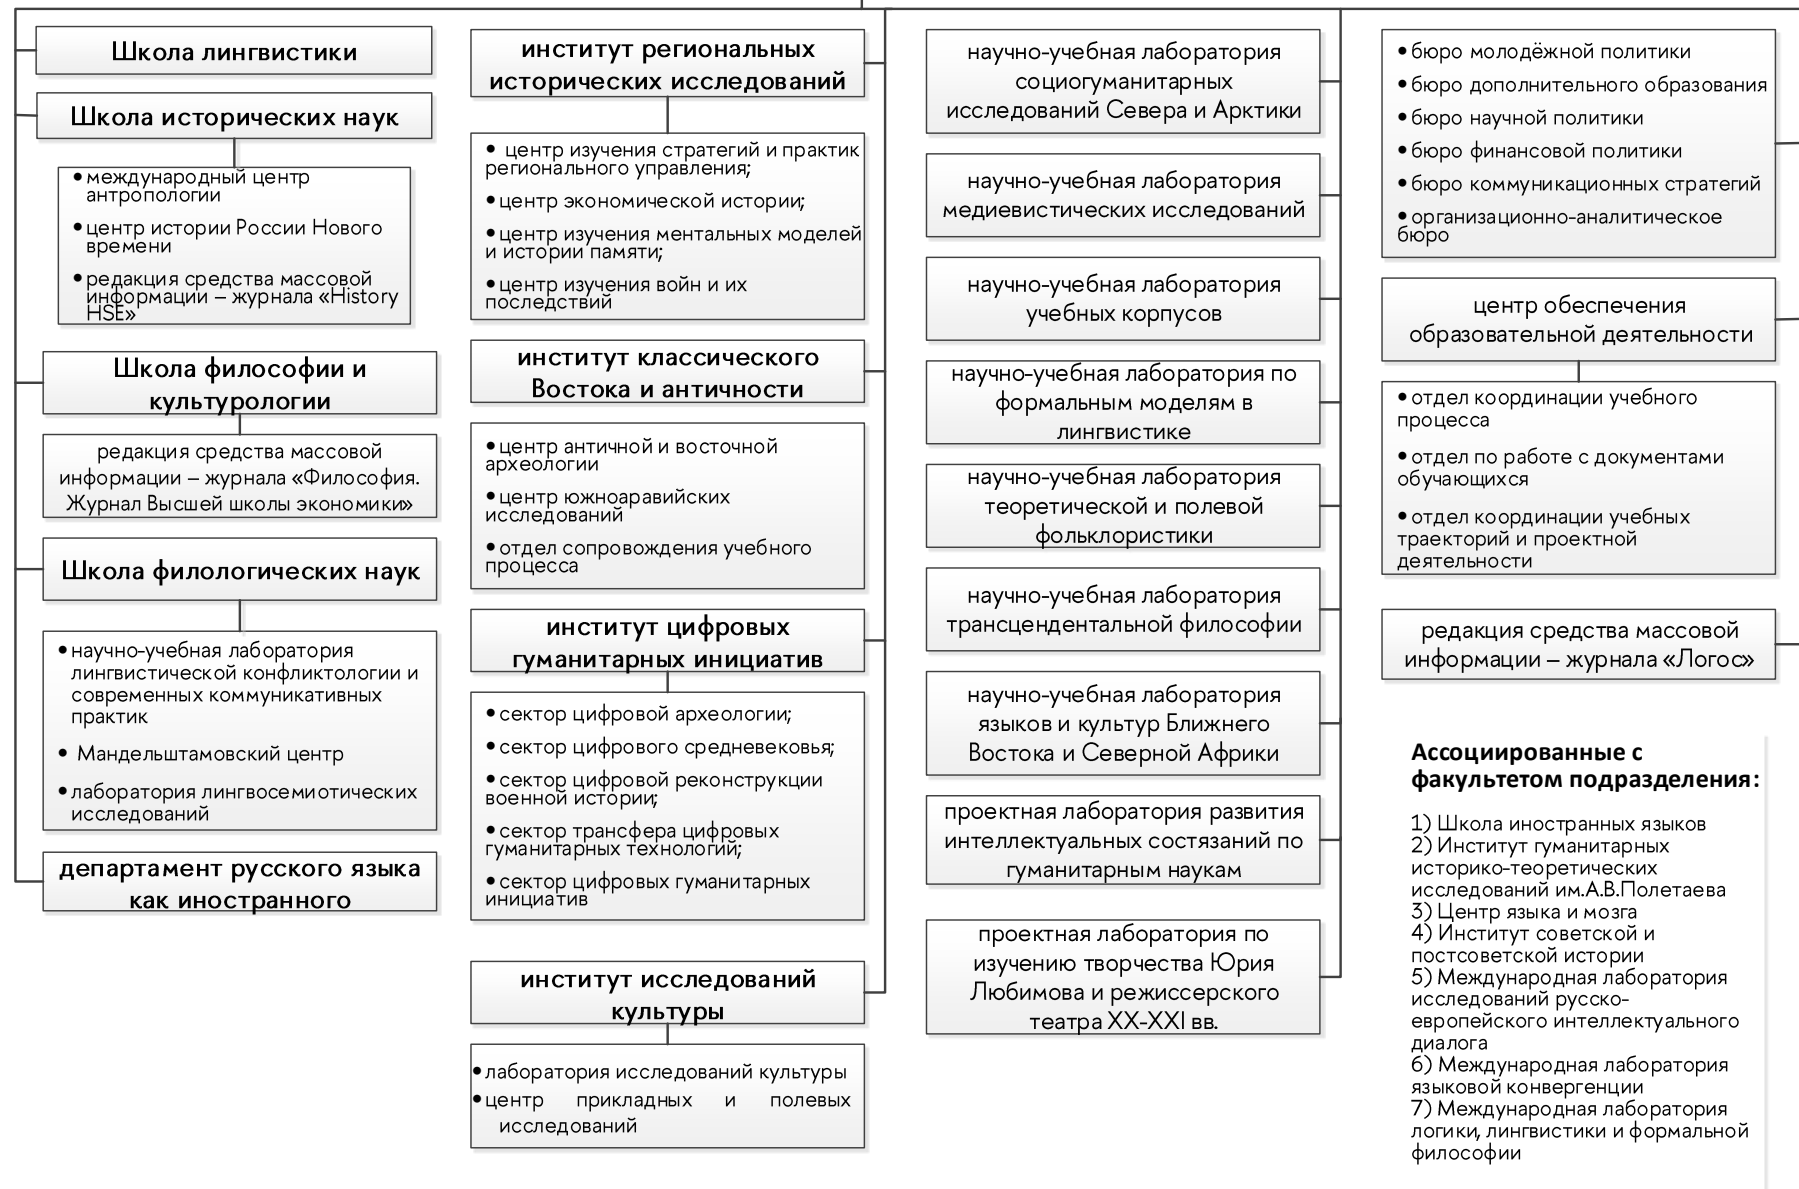 Школа лингвистики
Школа исторических наук
•международный центр
антропологии
•центр истории России Нового
времени
•редакция средства массовой
информации – журнала «History
HSE»
Школа философии и
культурологии
редакция средства массовой
информации – журнала «Философия.
Журнал Высшей школы экономики»
Школа филологических наук
•научно-учебная лаборатория
лингвистической конфликтологии и
современных коммуникативных
практик
• Мандельштамовский центр
•лаборатория лингвосемиотических
исследований
департамент русского языка
как иностранного
институт региональных
исторических исследований
• центр изучения стратегий и практик
регионального управления;
•центр экономической истории;
•центр изучения ментальных моделей
и истории памяти;
•центр изучения войн и их
последствий
институт классического
Востока и античности
•центр античной и восточной
археологии
•центр южноаравийских
исследований
•отдел сопровождения учебного
процесса
институт цифровых
гуманитарных инициатив
•сектор цифровой археологии;
•сектор цифрового средневековья;
•сектор цифровой реконструкции
военной истории;
•сектор трансфера цифровых
гуманитарных технологий;
•сектор цифровых гуманитарных
инициатив
институт исследований
культуры
•лаборатория исследований культуры
•центр прикладных и полевых
исследований
научно-учебная лаборатория
социогуманитарных
исследований Севера и Арктики
научно-учебная лаборатория
медиевистических исследований
научно-учебная лаборатория
учебных корпусов
научно-учебная лаборатория по
формальным моделям в
лингвистике
научно-учебная лаборатория
теоретической и полевой
фольклористики
научно-учебная лаборатория
трансцендентальной философии
научно-учебная лаборатория
языков и культур Ближнего
Востока и Северной Африки
проектная лаборатория развития
интеллектуальных состязаний по
гуманитарным наукам
проектная лаборатория по
изучению творчества Юрия
Любимова и режиссерского
театра XX-XXI вв.
•бюро молодёжной политики
•бюро дополнительного образования
•бюро научной политики
•бюро финансовой политики
•бюро коммуникационных стратегий
•организационно-аналитическое
бюро
центр обеспечения
образовательной деятельности
•отдел координации учебного
процесса
•отдел по работе с документами
обучающихся
•отдел координации учебных
траекторий и проектной
деятельности
редакция средства массовой
информации – журнала «Логос»
Ассоциированные с
факультетом подразделения:
1) Школа иностранных языков
2) Институт гуманитарных
историко-теоретических
исследований им.А.В.Полетаева
3) Центр языка и мозга
4) Институт советской и
постсоветской истории
5) Международная лаборатория
исследований русско-
европейского интеллектуального
диалога
6) Международная лаборатория
языковой конвергенции
7) Международная лаборатория
логики, лингвистики и формальной
философии